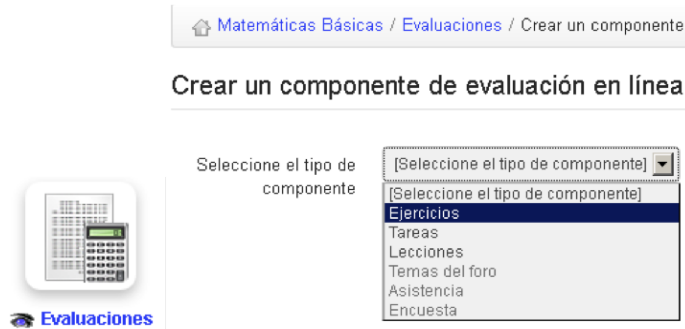 Matemáticas Básicas / Evaluaciones / Crear un componente
Crear un componente de evaluación en línea
Seleccione el tipo de
componente
[Seleccione el tipo de componente]
[Seleccione el tipo de componente]
Ejercicios
Tareas
Lecciones
Temas del foro
Asistencia
Encuesta
Evaluaciones